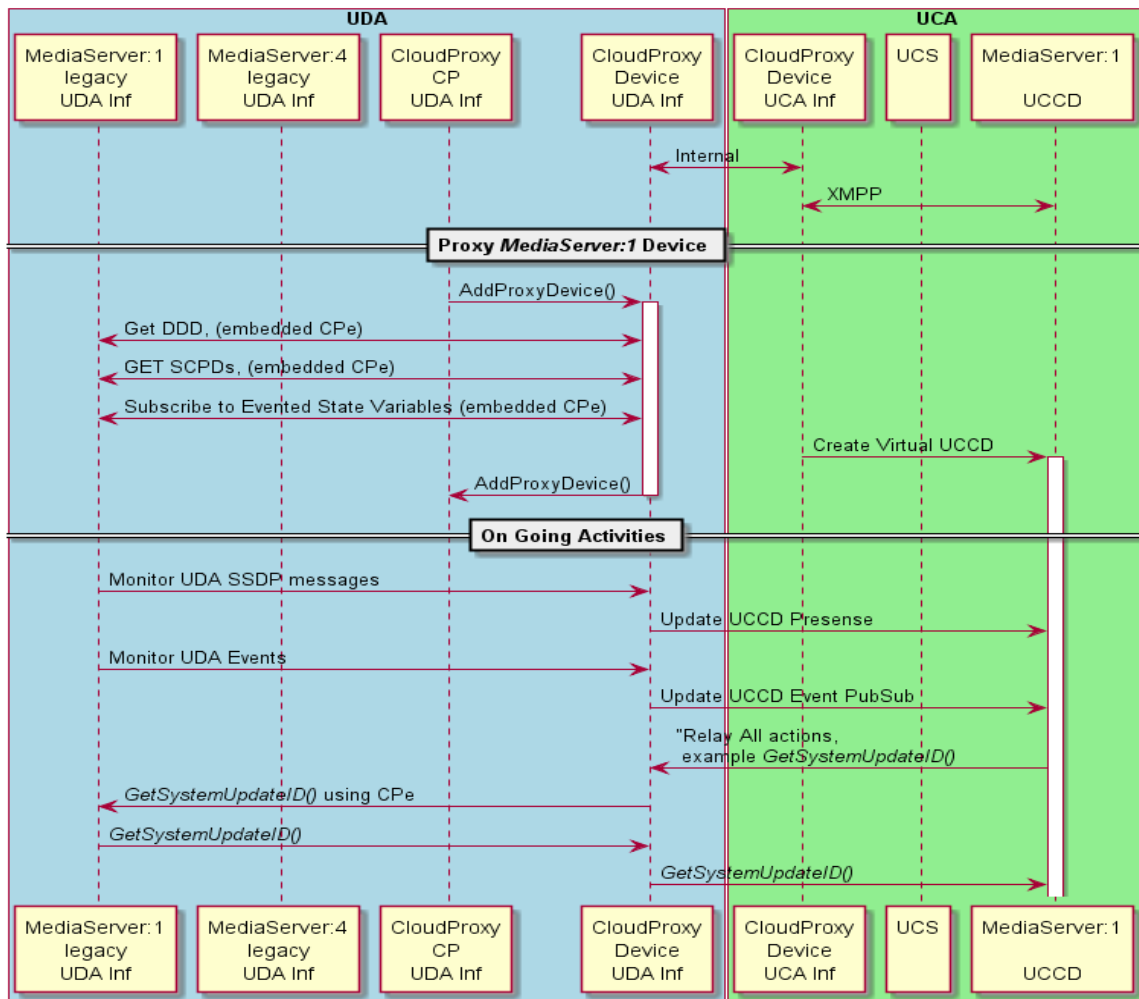 UDA
UCA
MediaServer:1
legacy
UDA Inf
MediaServer:4
legacy
UDA Inf
CloudProxy
CP
UDA Inf
CloudProxy
Device
UDA Inf
CloudProxy
Device
UCA Inf
UCS
MediaServer:1
UCCD
Internal
XMPP
Proxy MediaServer:1 Device
AddProxyDevice()
Get DDD, (embedded CPe)
GET SCPDs, (embedded CPe)
Subscribe to Evented State Variables (embedded CPe)
Create Virtual UCCD
AddProxyDevice()
On Going Activities
Monitor UDA SSDP messages
Update UCCD Presense
Monitor UDA Events
Update UCCD Event PubSub
"Relay All actions,
example GetSystemUpdateID()
GetSystemUpdateID() using CPe
GetSystemUpdateID()
GetSystemUpdateID()
MediaServer:1
legacy
UDA Inf
MediaServer:4
legacy
UDA Inf
CloudProxy
CP
UDA Inf
CloudProxy
Device
UDA Inf
CloudProxy
Device
UCA Inf
UCS
MediaServer:1
UCCD